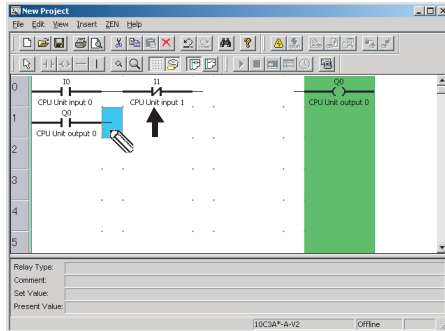 New Project
File Edit View Insert ZEN Help
0 I0 I1 Q0
CPU Unit input 0 CPU Unit input 1 CPU Unit output 0
1 Q0
CPU Unit output 0
2
3
4
5
Relay Type:
Comment:
Set Value:
Present Value:
10C3A*-A-V2 Offline